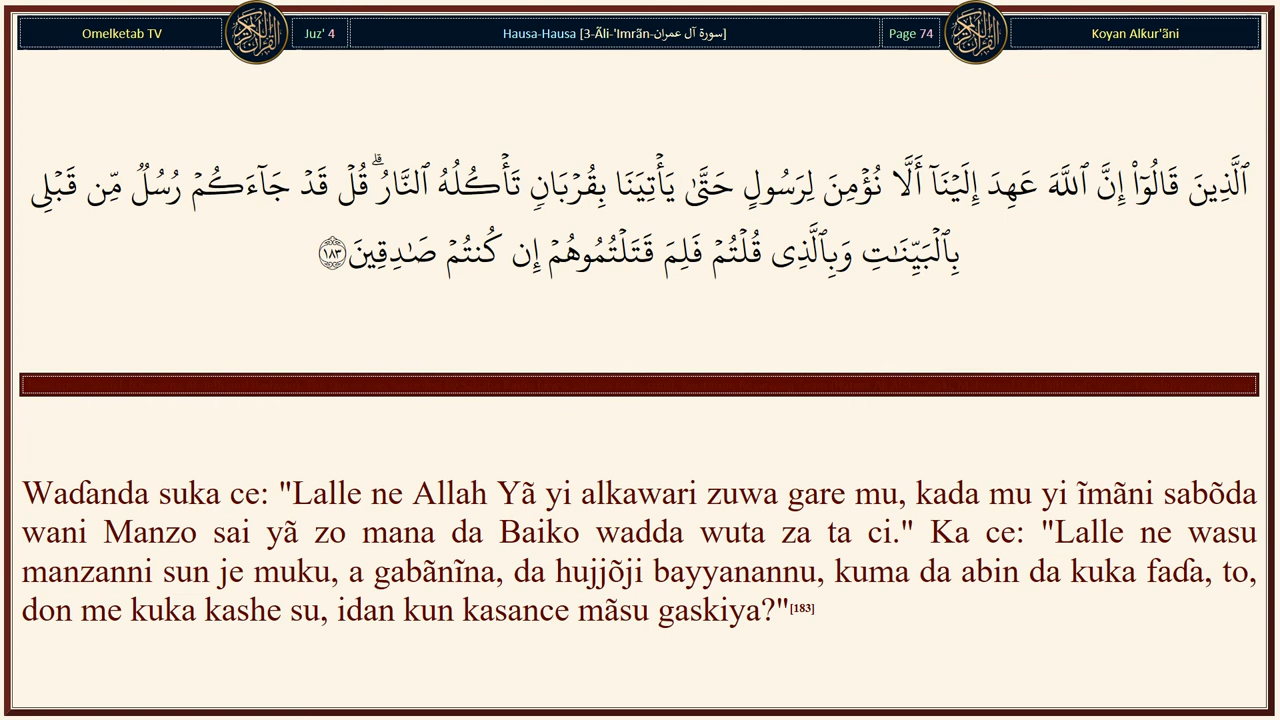 Omelketab TV
Juz' 4
Hausa-Hausa [3-Ãli-'Imrãn-سورة آل عمران]
Page 74
Koyan Alƙur'ãni
ٱلَّذِينَ قَالُوٓا۟ إِنَّ ٱللَّهَ عَهِدَ إِلَيْنَآ أَلَّا نُؤْمِنَ لِرَسُولٍ حَتَّىٰ يَأْتِيَنَا بِقُرْبَانٍۢ تَأْكُلُهُ ٱلنَّارُ ۗ قُلْ قَدْ جَآءَكُمْ رُسُلٌۭ مِّن قَبْلِى
بِٱلْبَيِّنَـٰتِ وَبِٱلَّذِى قُلْتُمْ فَلِمَ قَتَلْتُمُوهُمْ إِن كُنتُمْ صَـٰدِقِينَ ١٨٣
Waɗanda suka ce: "Lalle ne Allah Yã yi alkawari zuwa gare mu, kada mu yi ĩmãni sabõda
wani Manzo sai yã zo mana da Baiko wadda wuta za ta ci." Ka ce: "Lalle ne wasu
manzanni sun je muku, a gabãnĩna, da hujjõji bayyanannu, kuma da abin da kuka faɗa, to,
don me kuka kashe su, idan kun kasance mãsu gaskiya?"[183]